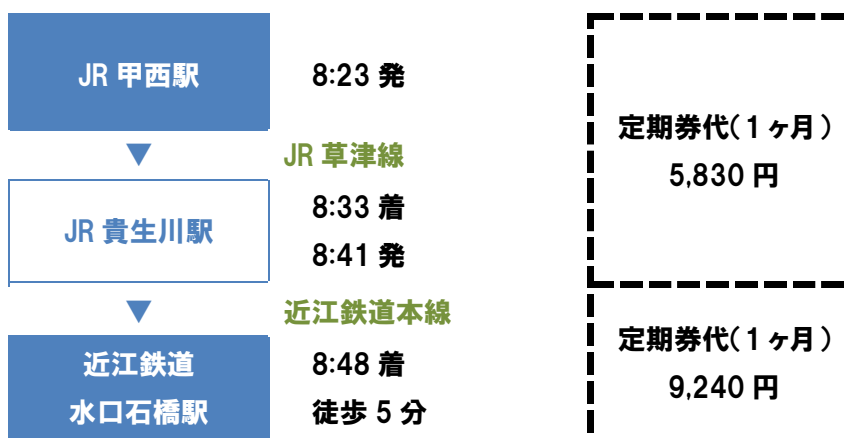 JR 甲西駅
8:23 発
▼
JR 草津線
JR 貴生川駅
8:33 着
8:41 発
▼
近江鉄道本線
近江鉄道
水口石橋駅
8:48 着
徒歩 5 分
定期券代(1ヶ月)
5,830 円
定期券代(1ヶ月)
9,240 円